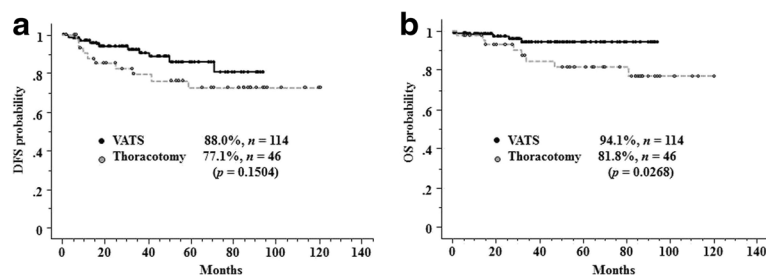 a
DFS probability
1
.8
.6
.4
.2
0
VATS 88.0%, n = 114
Thoracotomy 77.1%, n = 46
(p = 0.1504)
0 20 40 60 80 100 120 140
Months
b
OS probability
1
.8
.6
.4
.2
0
VATS 94.1%, n = 114
Thoracotomy 81.8%, n = 46
(p = 0.0268)
0 20 40 60 80 100 120 140
Months